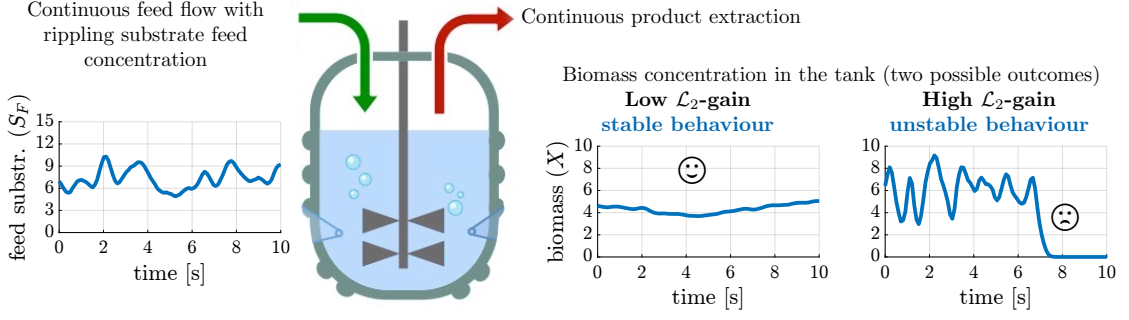 Continuous feed flow with
rippling substrate feed
concentration
feed substr. (S_F)
15
12
9
6
3
0
0 2 4 6 8 10
time [s]
Continuous product extraction
Biomass concentration in the tank (two possible outcomes)
Low ℒ₂-gain
stable behaviour
biomass (X)
10
8
6
4
2
0
0 2 4 6 8 10
time [s]
High ℒ₂-gain
unstable behaviour
10
8
6
4
2
0
0 2 4 6 8 10
time [s]